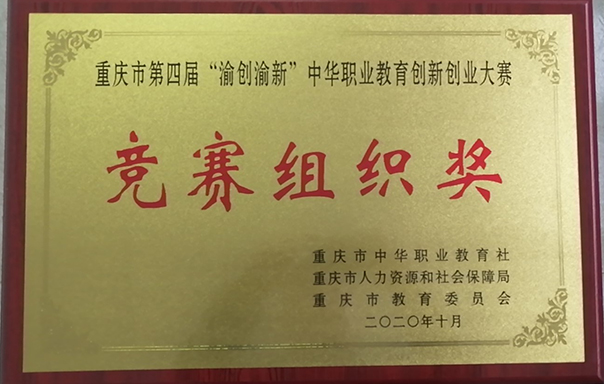 重庆市第四届“渝创渝新”中华职业教育创新创业大赛
竞赛组织奖
重庆市中华职业教育社
重庆市人力资源和社会保障局
重庆市教育委员会
二〇二〇年十月